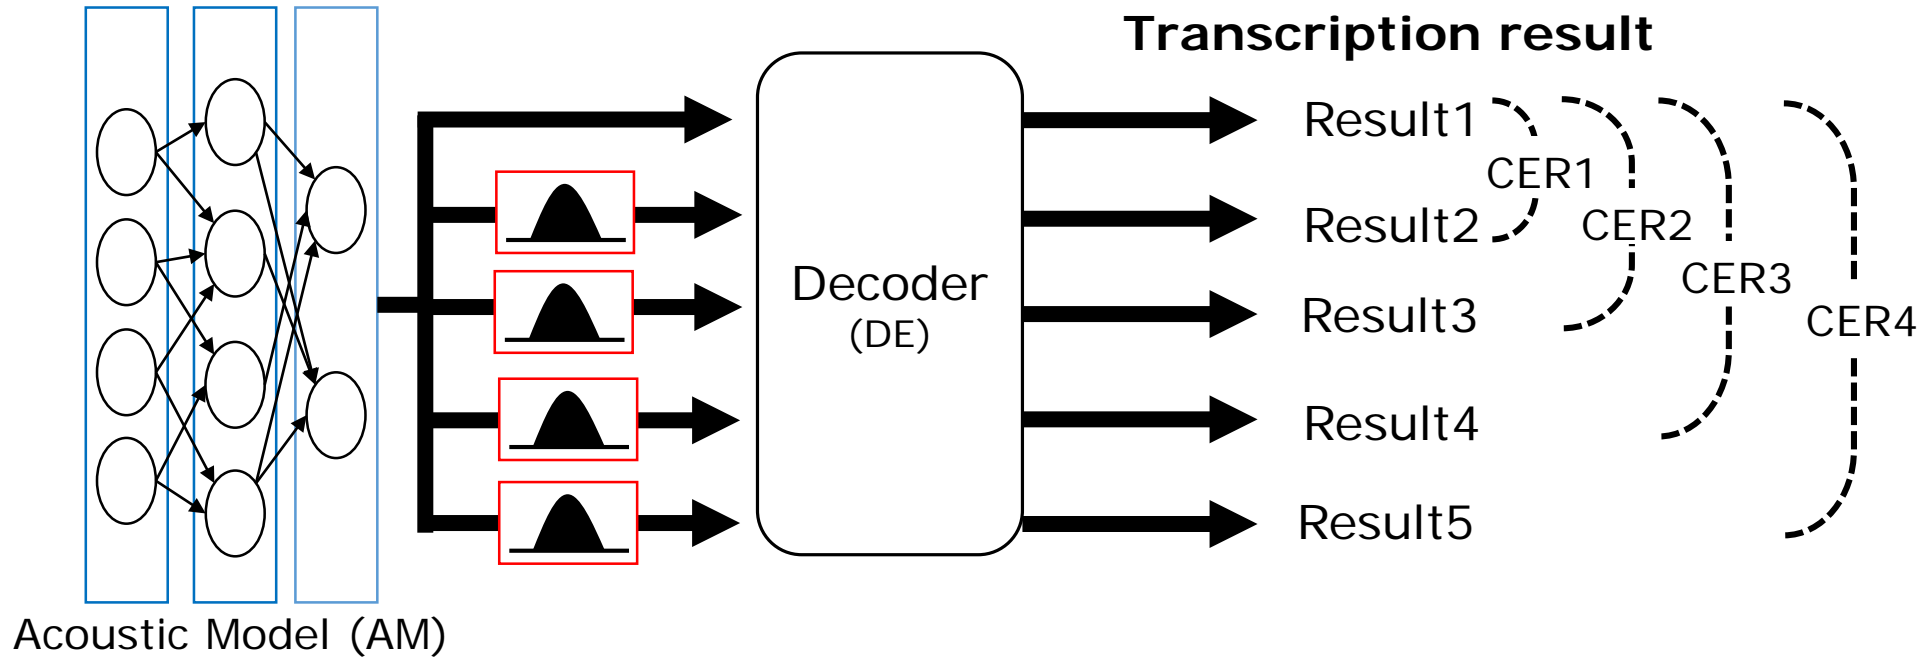 Transcription result
Result1
CER1
Result2
CER2
CER3
Decoder
(DE)
Result3
CER4
Result4
Result5
Acoustic Model (AM)